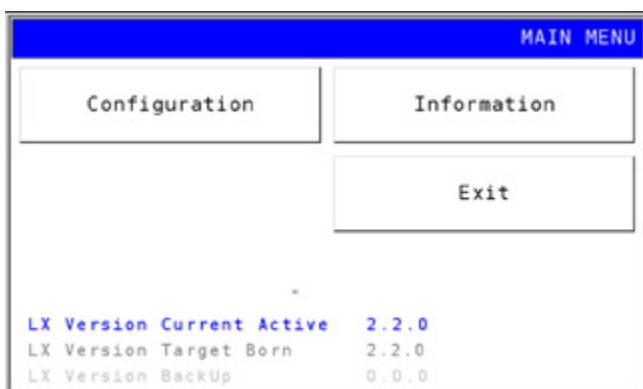 MAIN MENU
Configuration Information
Exit
LX Version Current Active 2.2.0
LX Version Target Born 2.2.0
LX Version BackUp 0.0.0